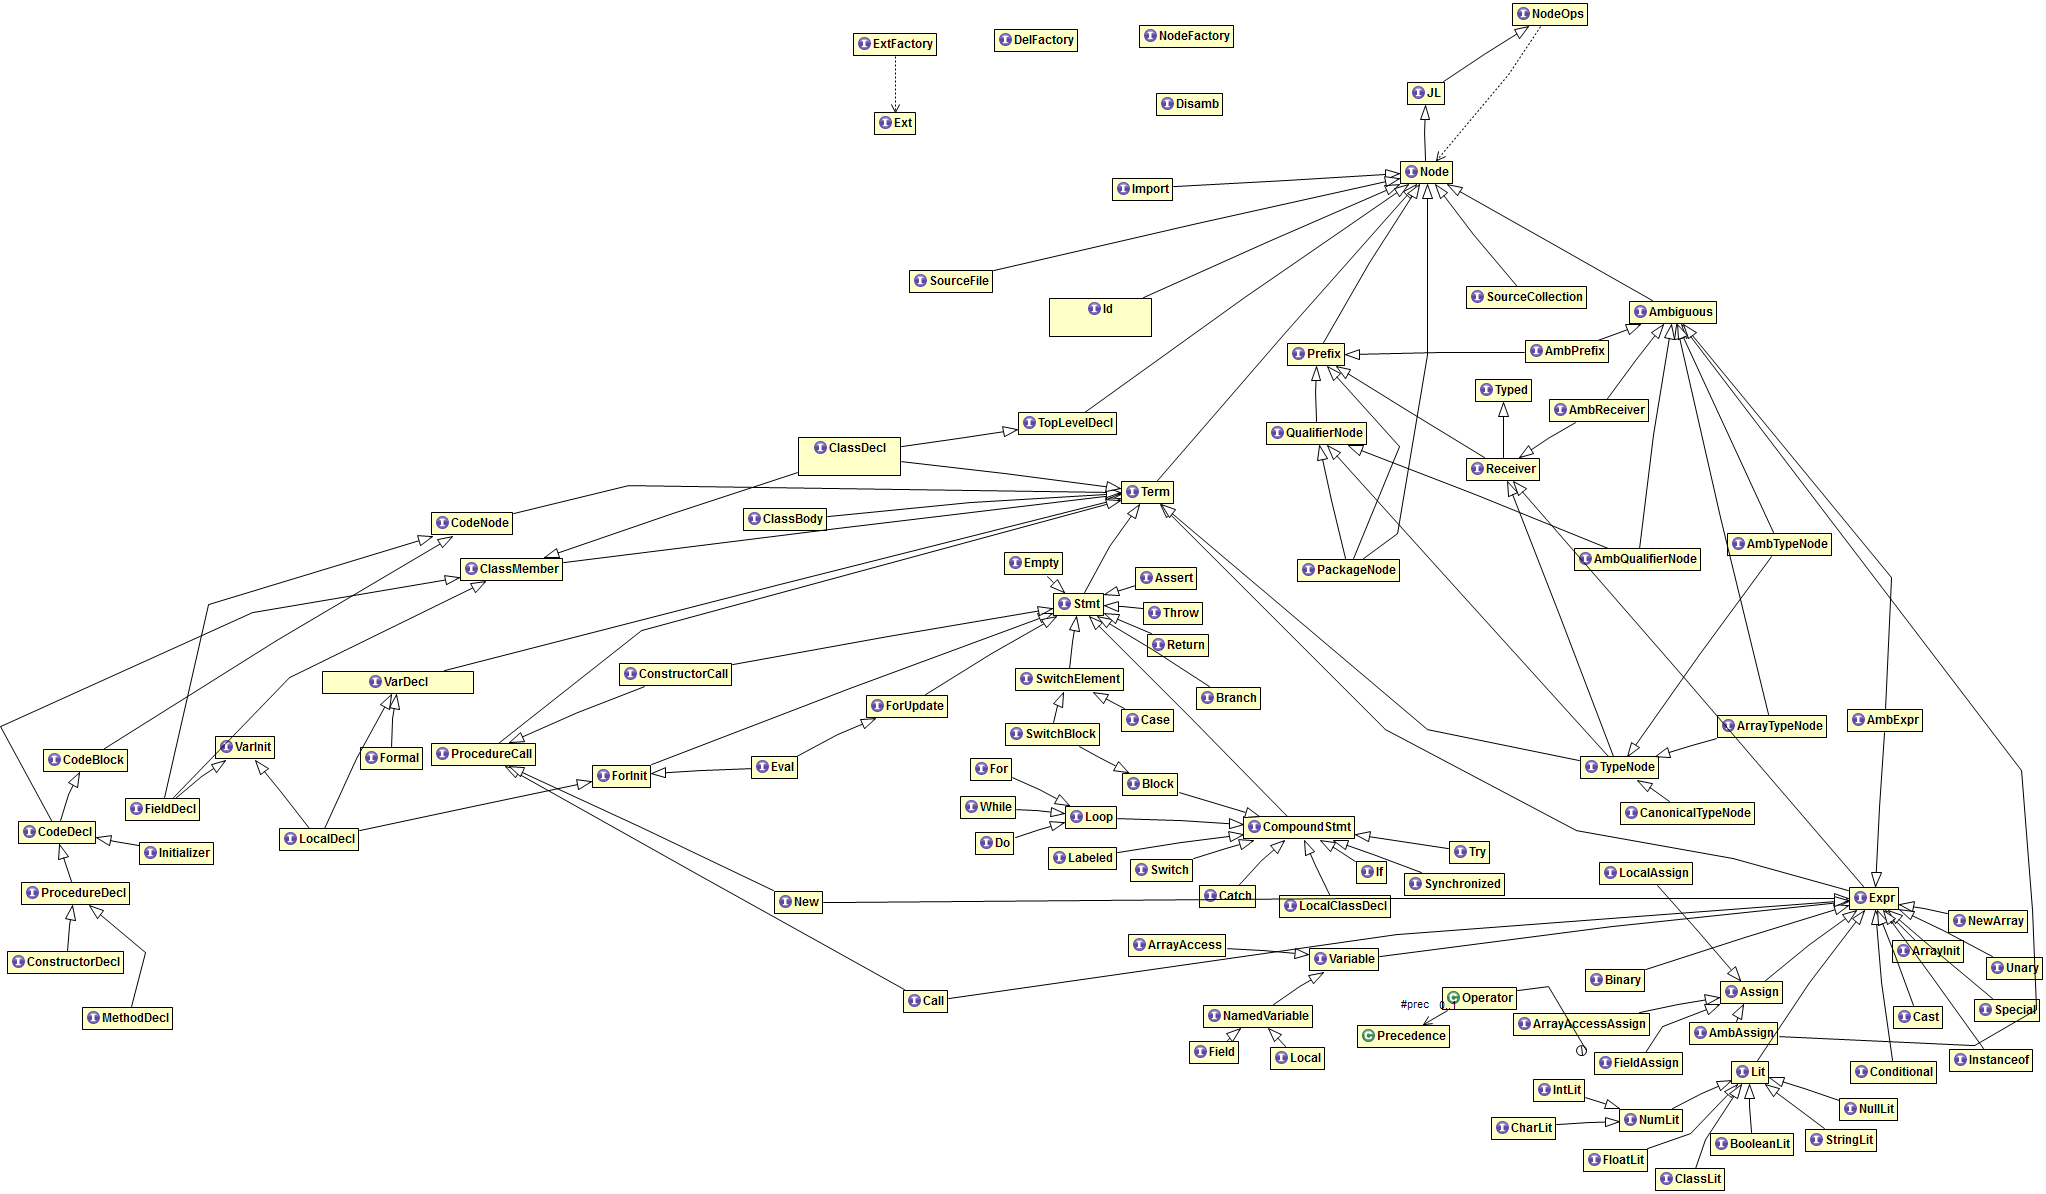 NodeOps
ExtFactory
DelFactory
NodeFactory
JL
Disamb
Ext
Node
Import
SourceFile
SourceCollection
Id
Ambiguous
Prefix
AmbPrefix
Typed
AmbReceiver
TopLevelDecl
QualifierNode
ClassDecl
Receiver
Term
ClassBody
CodeNode
AmbTypeNode
AmbQualifierNode
Empty
ClassMember
PackageNode
Assert
Stmt
Throw
Return
ConstructorCall
VarDecl
SwitchElement
Branch
ForUpdate
Case
AmbExpr
ArrayTypeNode
SwitchBlock
VarInit
ProcedureCall
Formal
CodeBlock
Eval
TypeNode
For
ForInit
Block
FieldDecl
While
CanonicalTypeNode
Loop
CompoundStmt
CodeDecl
LocalDecl
Do
Initializer
Labeled
Try
Switch
If
LocalAssign
Synchronized
ProcedureDecl
Catch
Expr
New
LocalClassDecl
NewArray
ArrayAccess
ArrayInit
Variable
ConstructorDecl
Unary
Binary
Assign
Operator
Call
#prec
Special
NamedVariable
Cast
MethodDecl
ArrayAccessAssign
AmbAssign
Precedence
Field
Local
Instanceof
FieldAssign
Conditional
Lit
IntLit
NullLit
NumLit
CharLit
StringLit
BooleanLit
FloatLit
ClassLit